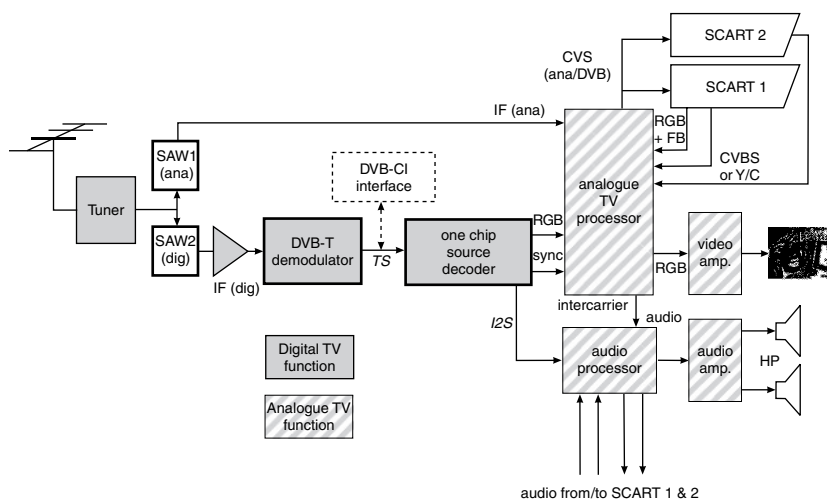 SCART 2
CVS
(ana/DVB)
SCART 1
IF (ana)
RGB
+ FB
SAW1
(ana)
DVB-CI
interface
CVBS
or Y/C
analogue
TV
processor
Tuner
SAW2
(dig)
DVB-T
demodulator
TS
one chip
source
decoder
RGB
sync
RGB
video
amp.
IF (dig)
intercarrier
audio
I2S
Digital TV
function
audio
processor
audio
amp.
HP
Analogue TV
function
audio from/to SCART 1 & 2